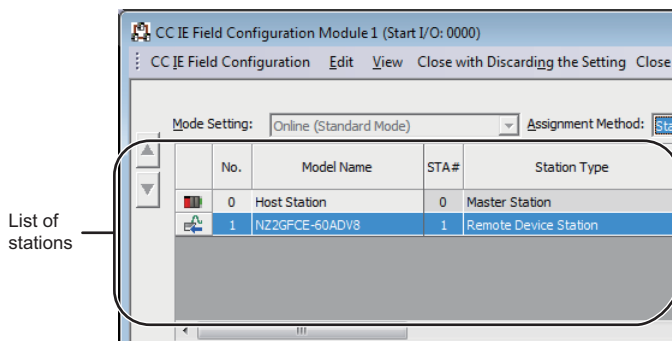 CC IE Field Configuration Module 1 (Start I/O: 0000)
CC IE Field Configuration Edit View Close with Discarding the Setting Close
Mode Setting: Online (Standard Mode) Assignment Method: Sta
No. Model Name STA# Station Type
0 Host Station 0 Master Station
1 NZ2GFCE-60ADV8 1 Remote Device Station
List of
stations